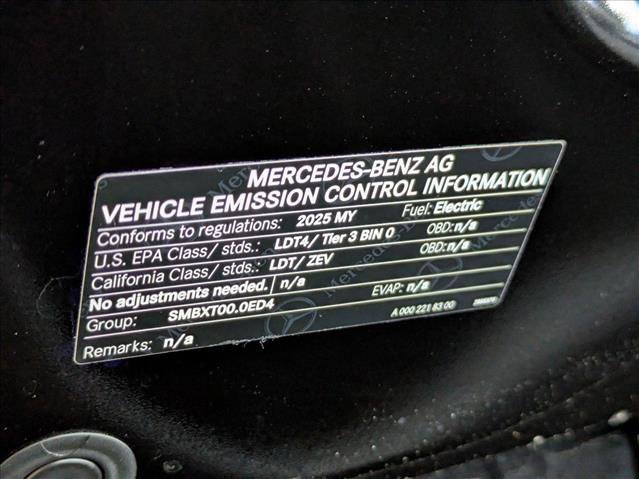 MERCEDES-BENZ AG
VEHICLE EMISSION CONTROL INFORMATION
Conforms to regulations: 2025 MY Fuel: Electric
U.S. EPA Class/ stds.: LDT4/ Tier 3 BIN 0 OBD: n/a
California Class/ stds.: LDT/ ZEV OBD: n/a
No adjustments needed. n/a
Group: SMBXT00.0ED4 EVAP: n/a
Remarks: n/a A 000 221 83 00